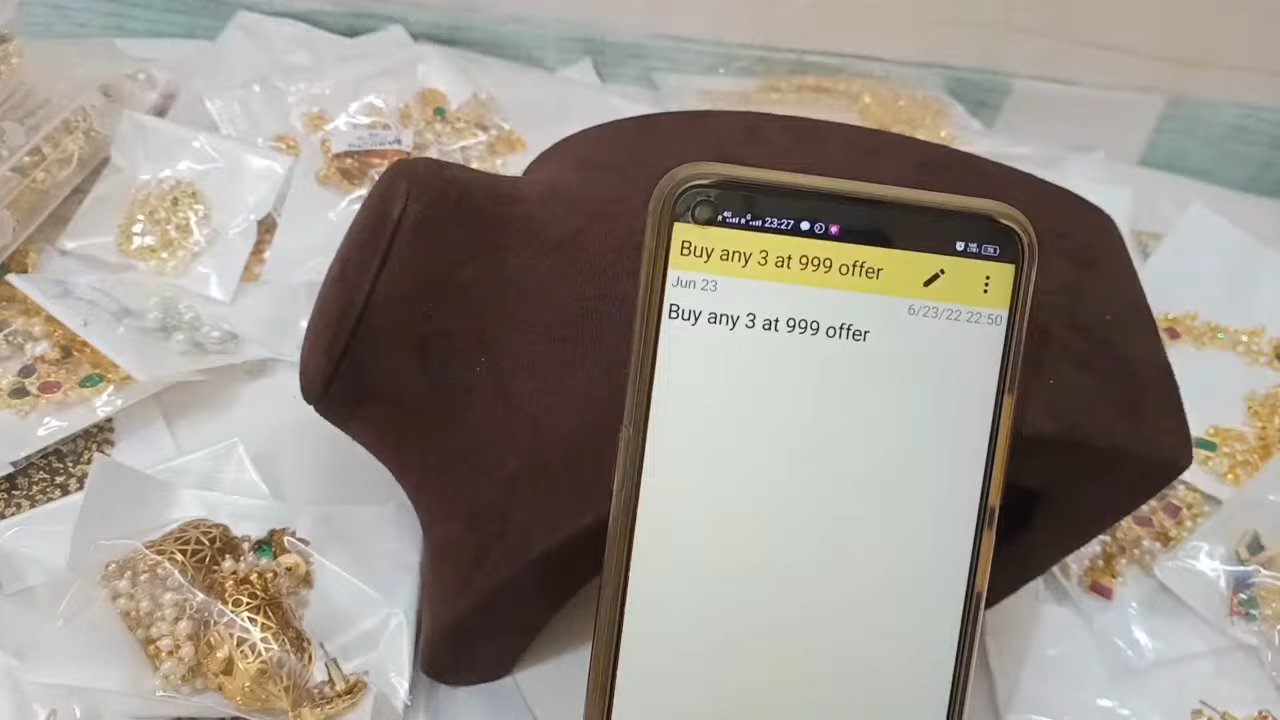 23:27
Buy any 3 at 999 offer
Jun 23
6/23/22 22:50
Buy any 3 at 999 offer